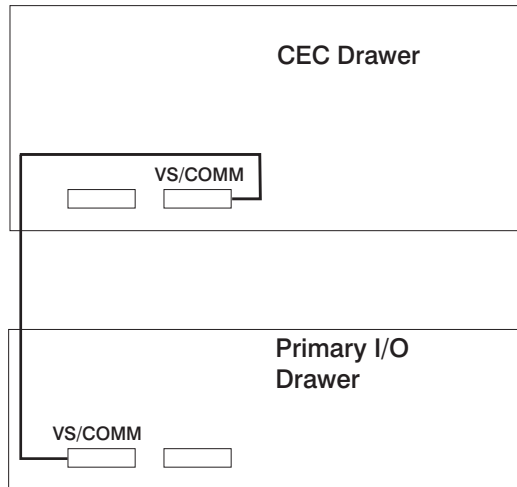 CEC Drawer
VS/COMM
Primary I/O
Drawer
VS/COMM